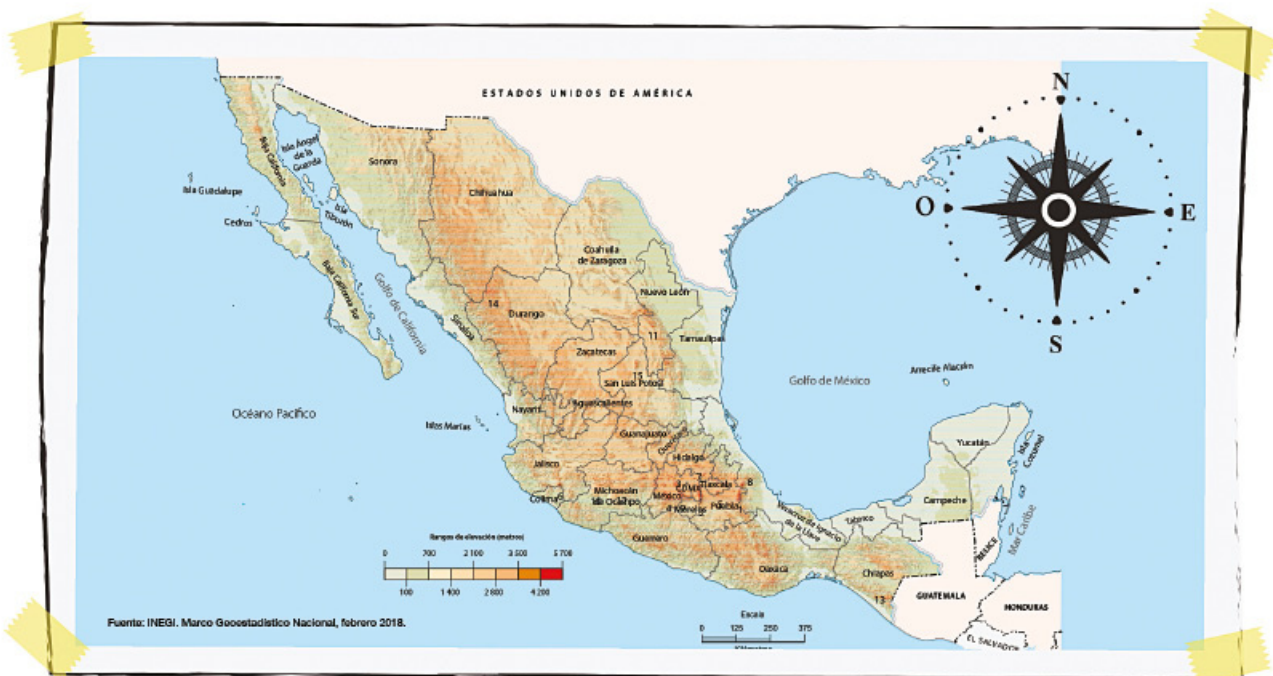 ESTADOS UNIDOS DE AMÉRICA
N
O
E
S
Baja California
Isla Ángel
de la
Guarda
Sonora
Chihuahua
Isla Guadalupe
Isla
Tiburón
Cedros
Coahuila
de Zaragoza
Baja California Sur
Golfo de California
Nuevo León
14
Durango
Sinaloa
11
Tamaulipas
Zacatecas
15
San Luis Potosí
Golfo de México
Arrecife Alacrán
Océano Pacífico
Islas Marías
Nayarit
Aguascalientes
Guanajuato
Querétaro
Hidalgo
Yucatán
Isla Cozumel
Jalisco
Colima
Michoacán
de Ocampo
México
CDMX
Tlaxcala
8
Morelos
Puebla
Campeche
Veracruz de Ignacio
de la Llave
Mar Caribe
BELICE
Guerrero
Oaxaca
Chiapas
13
GUATEMALA
HONDURAS
EL SALVADOR
Rangos de elevación (metros)
0 700 2 100 3 500 5 700
100 1 400 2 800 4 200
Escala
0 125 250 375
Fuente: INEGI. Marco Geoestadístico Nacional, febrero 2018.